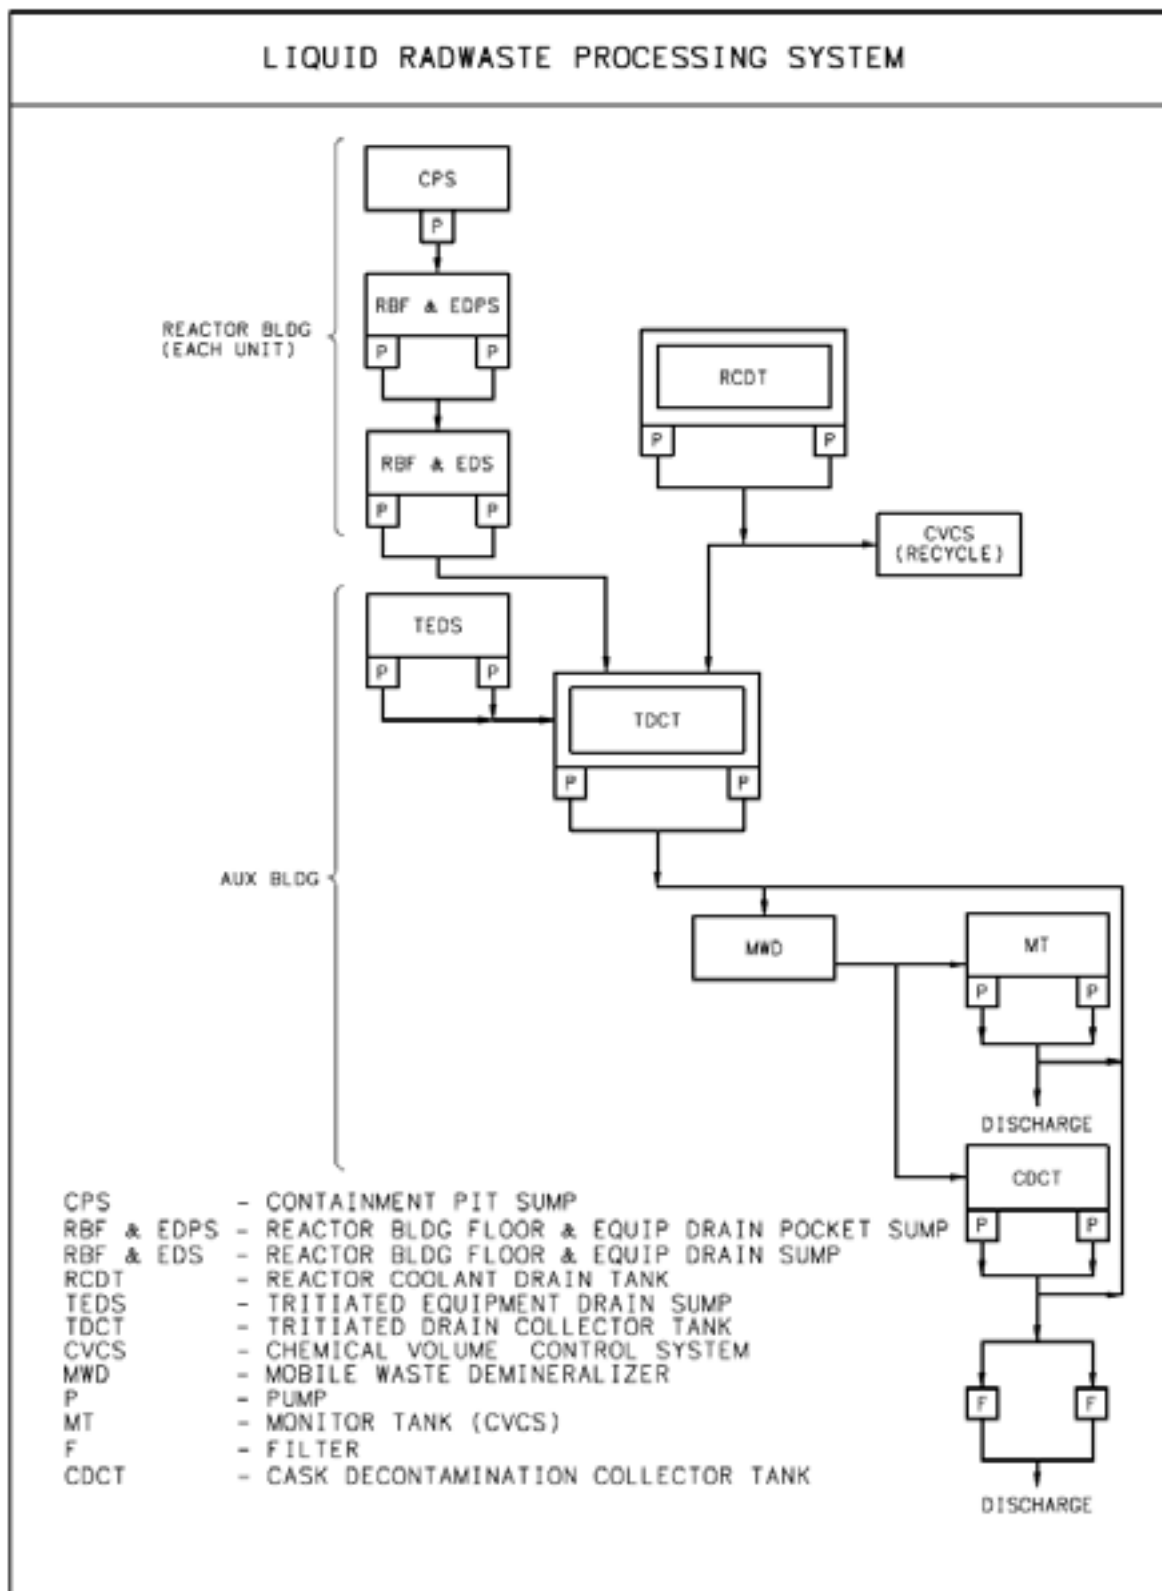 LIQUID RADWASTE PROCESSING SYSTEM
CPS
P
RBF & EDPS
P P
REACTOR BLDG
(EACH UNIT)
RCDT
P P
RBF & EDS
P P
CVCS
(RECYCLE)
TEDS
P P
TDCT
P P
AUX BLDG
MWD
MT
P P
DISCHARGE
CDCT
P P
F F
DISCHARGE
CPS - CONTAINMENT PIT SUMP
RBF & EDPS - REACTOR BLDG FLOOR & EQUIP DRAIN POCKET SUMP
RBF & EDS - REACTOR BLDG FLOOR & EQUIP DRAIN SUMP
RCDT - REACTOR COOLANT DRAIN TANK
TEDS - TRITIATED EQUIPMENT DRAIN SUMP
TDCT - TRITIATED DRAIN COLLECTOR TANK
CVCS - CHEMICAL VOLUME CONTROL SYSTEM
MWD - MOBILE WASTE DEMINERALIZER
P - PUMP
MT - MONITOR TANK (CVCS)
F - FILTER
CDCT - CASK DECONTAMINATION COLLECTOR TANK